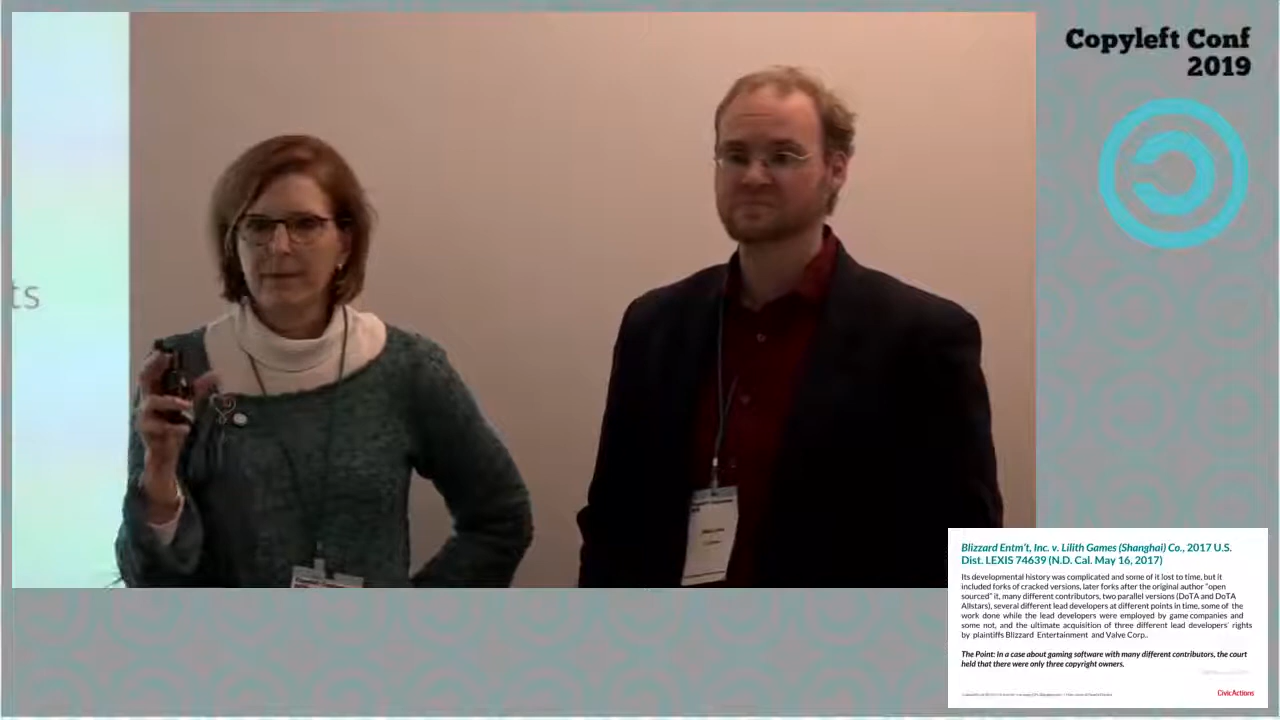 Copyleft Conf
2019
ts
Blizzard Entm't, Inc. v. Lilith Games (Shanghai) Co., 2017 U.S.
Dist. LEXIS 74639 (N.D. Cal. May 16, 2017)
Its developmental history was complicated and some of it lost to time, but it
included forks of cracked versions, later forks after the original author "open
sourced" it, many different contributors, two parallel versions (DoTA and DoTA
Allstars), several different lead developers at different points in time, some of the
work done while the lead developers were employed by game companies and
some not, and the ultimate acquisition of three different lead developers' rights
by plaintiffs Blizzard Entertainment and Valve Corp..
The Point: In a case about gaming software with many different contributors, the court
held that there were only three copyright owners.
CivicActions